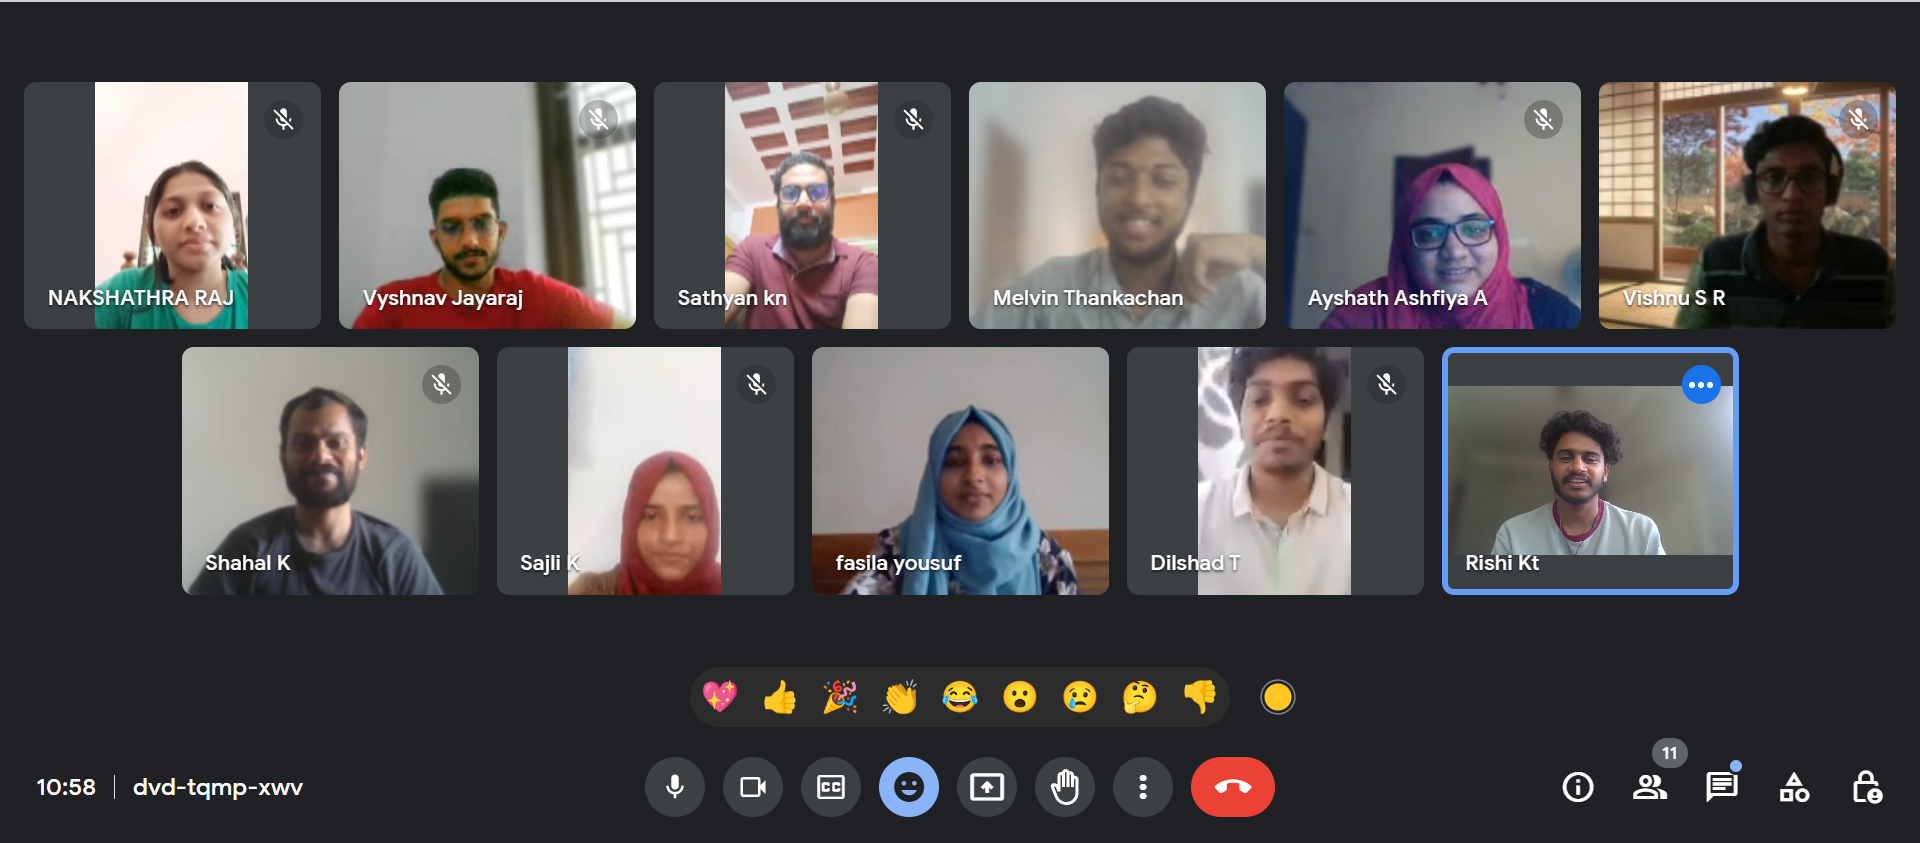 NAKSHATHRA RAJ
Vyshnav Jayaraj
Sathyan kn
Melvin Thankachan
Ayshath Ashfiya A
Vishnu S R
Shahal K
Sajli K
fasila yousuf
Dilshad T
Rishi Kt
11
10:58
dvd-tqmp-xwv
CC